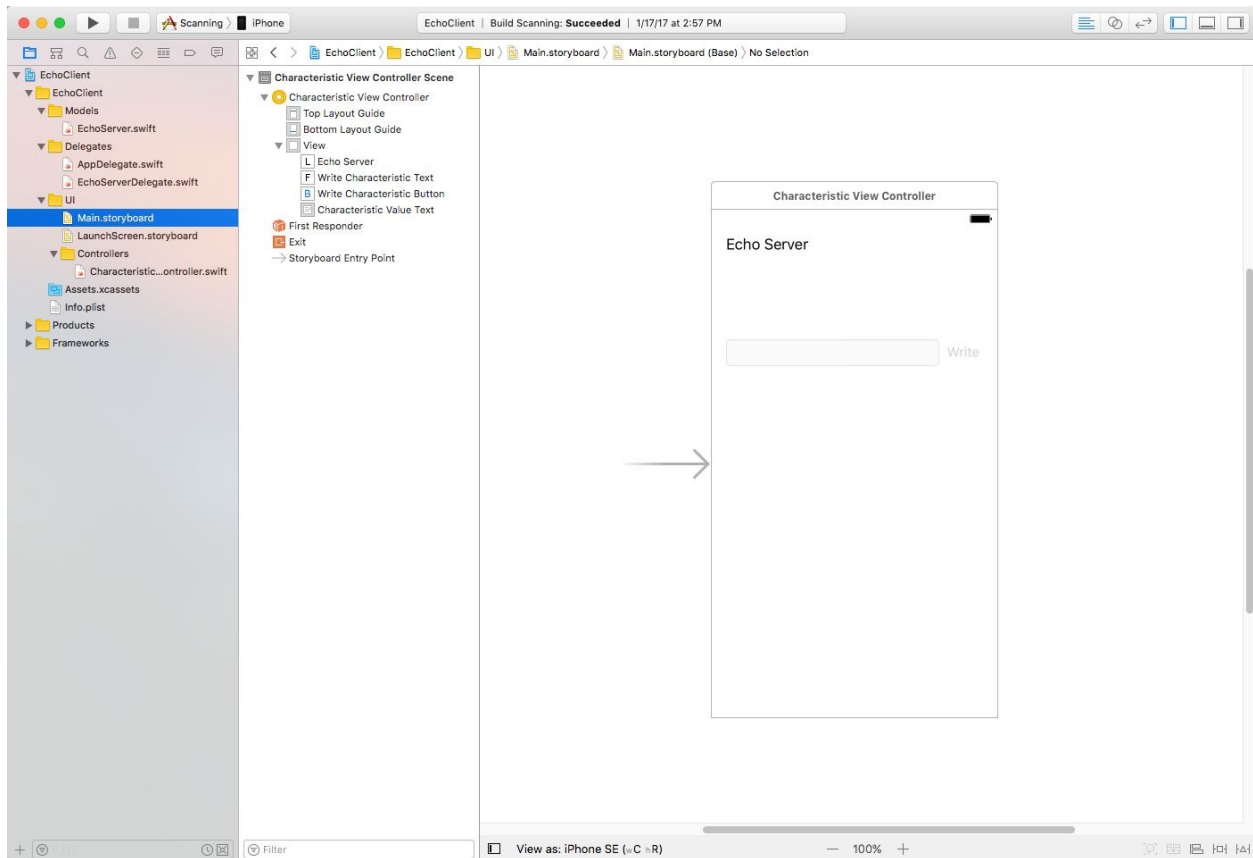 Scanning 〉 iPhone
EchoClient | Build Scanning: Succeeded | 1/17/17 at 2:57 PM
EchoClient 〉 EchoClient 〉 UI 〉 Main.storyboard 〉 Main.storyboard (Base) 〉 No Selection
EchoClient
EchoClient
Models
EchoServer.swift
Delegates
AppDelegate.swift
EchoServerDelegate.swift
UI
Main.storyboard
LaunchScreen.storyboard
Controllers
Characteristic...ontroller.swift
Assets.xcassets
Info.plist
Products
Frameworks
Characteristic View Controller Scene
Characteristic View Controller
Top Layout Guide
Bottom Layout Guide
View
L Echo Server
F Write Characteristic Text
B Write Characteristic Button
Characteristic Value Text
First Responder
Exit
Storyboard Entry Point
Characteristic View Controller
Echo Server
Write
Filter
View as: iPhone SE (wC hR)
— 100% +